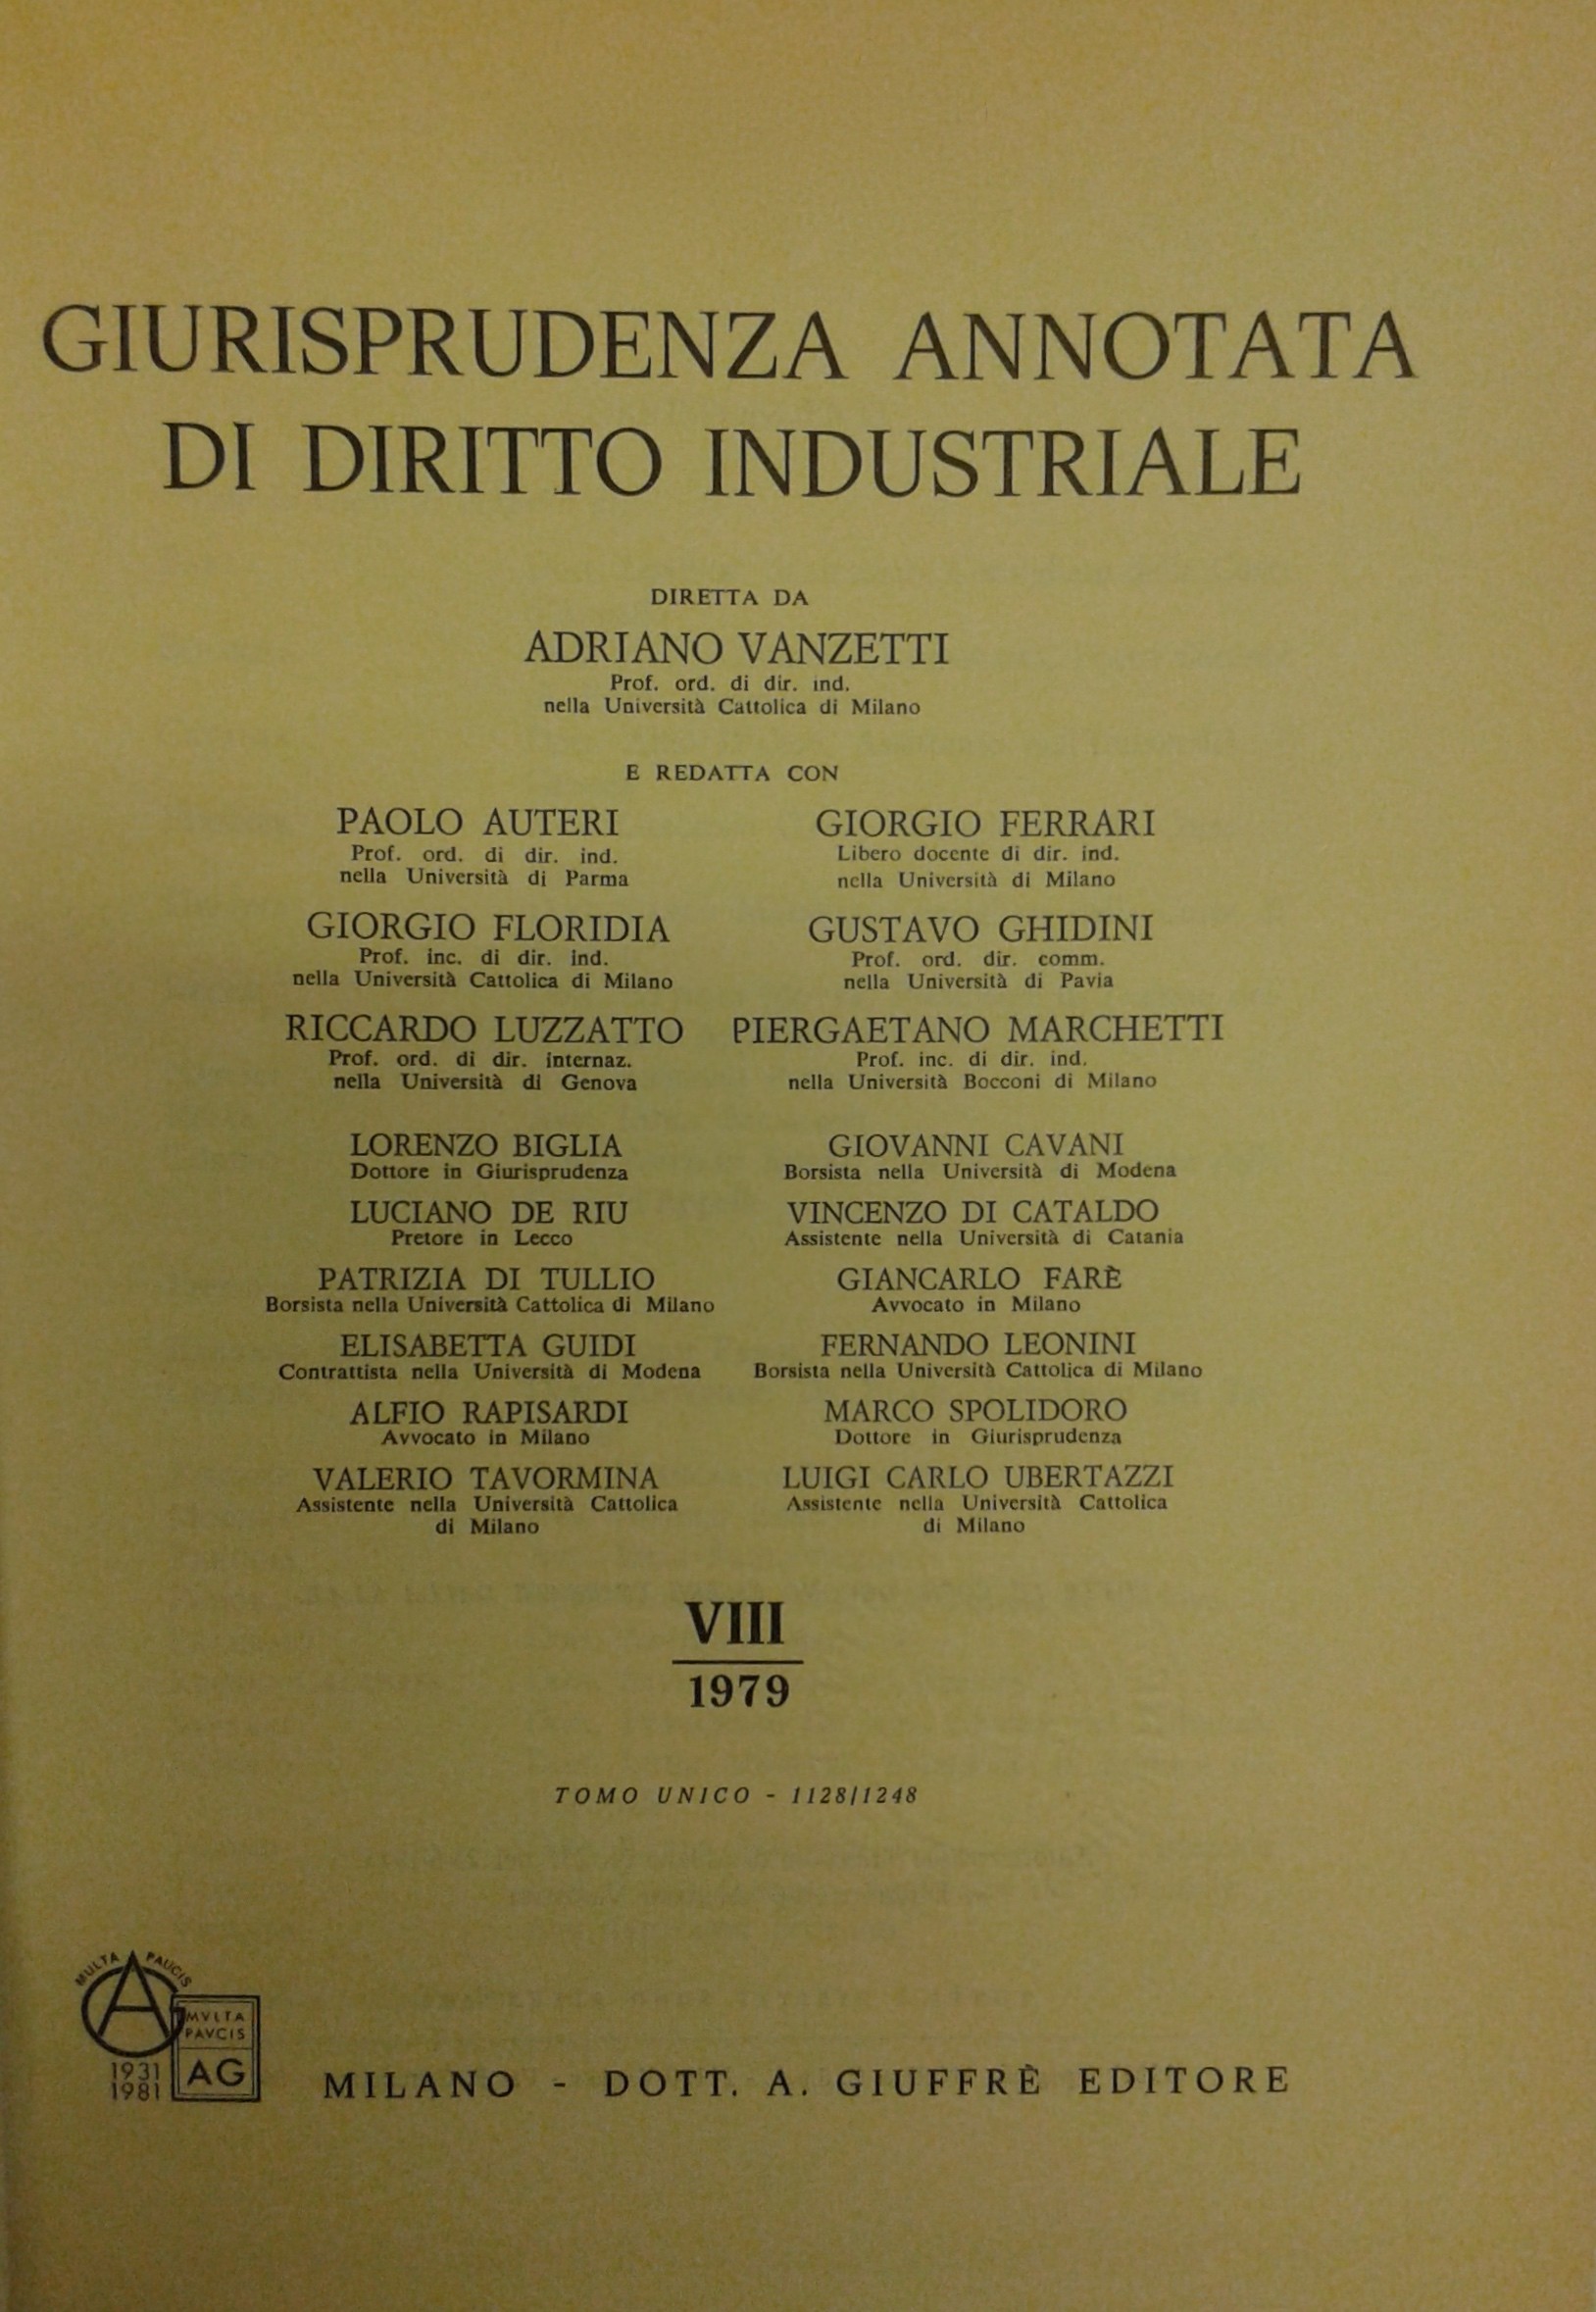 GIURISPRUDENZA ANNOTATA
DI DIRITTO INDUSTRIALE
DIRETTA DA
ADRIANO VANZETTI
Prof. ord. di dir. ind.
nella Università Cattolica di Milano
E REDATTA CON
PAOLO AUTERI
Prof. ord. di dir. ind.
nella Università di Parma
GIORGIO FERRARI
Libero docente di dir. ind.
nella Università di Milano
GIORGIO FLORIDIA
Prof. inc. di dir. ind.
nella Università Cattolica di Milano
GUSTAVO GHIDINI
Prof. ord. dir. comm.
nella Università di Pavia
RICCARDO LUZZATTO
Prof. ord. di dir. internaz.
nella Università di Genova
PIERGAETANO MARCHETTI
Prof. inc. di dir. ind.
nella Università Bocconi di Milano
LORENZO BIGLIA
Dottore in Giurisprudenza
GIOVANNI CAVANI
Borsista nella Università di Modena
LUCIANO DE RIU
Pretore in Lecco
VINCENZO DI CATALDO
Assistente nella Università di Catania
PATRIZIA DI TULLIO
Borsista nella Università Cattolica di Milano
GIANCARLO FARÈ
Avvocato in Milano
ELISABETTA GUIDI
Contrattista nella Università di Modena
FERNANDO LEONINI
Borsista nella Università Cattolica di Milano
ALFIO RAPISARDI
Avvocato in Milano
MARCO SPOLIDORO
Dottore in Giurisprudenza
VALERIO TAVORMINA
Assistente nella Università Cattolica
di Milano
LUIGI CARLO UBERTAZZI
Assistente nella Università Cattolica
di Milano
VIII
1979
TOMO UNICO - 1128/1248
MULTA PAUCIS
A
MVLTA
PAVCIS
AG
1931
1981
MILANO - DOTT. A. GIUFFRÈ EDITORE